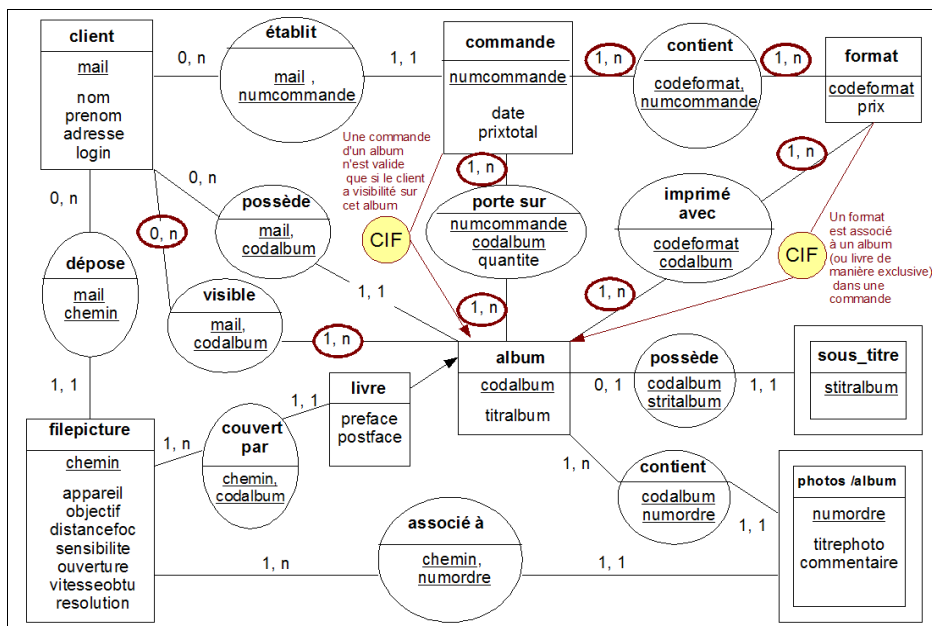 client
mail
nom
prenom
adresse
login
0, n
établit
mail ,
numcommande
1, 1
commande
numcommande
date
prixtotal
1, n
contient
codeformat,
numcommande
1, n
format
codeformat
prix
Une commande
d'un album
n'est valide
que si le client
a visibilité sur
cet album
CIF
0, n
possède
mail,
codalbum
1, 1
1, n
porte sur
numcommande
codalbum
quantite
1, n
1, n
imprimé
avec
codeformat
codalbum
1, n
Un format
est associé
à un album
(ou livre de
manière exclusive)
dans une
commande
CIF
0, n
dépose
mail
chemin
1, 1
0, n
visible
mail,
codalbum
1, n
album
codalbum
titralbum
0, 1
possède
codalbum
stritalbum
1, 1
sous_titre
stitralbum
livre
preface
postface
1, 1
couvert
par
chemin,
codalbum
1, n
filepicture
chemin
appareil
objectif
distancefoc
sensibilite
ouverture
vitesseobtu
resolution
1, n
contient
codalbum
numordre
1, 1
photos /album
numordre
titrephoto
commentaire
1, n
associé à
chemin,
numordre
1, 1